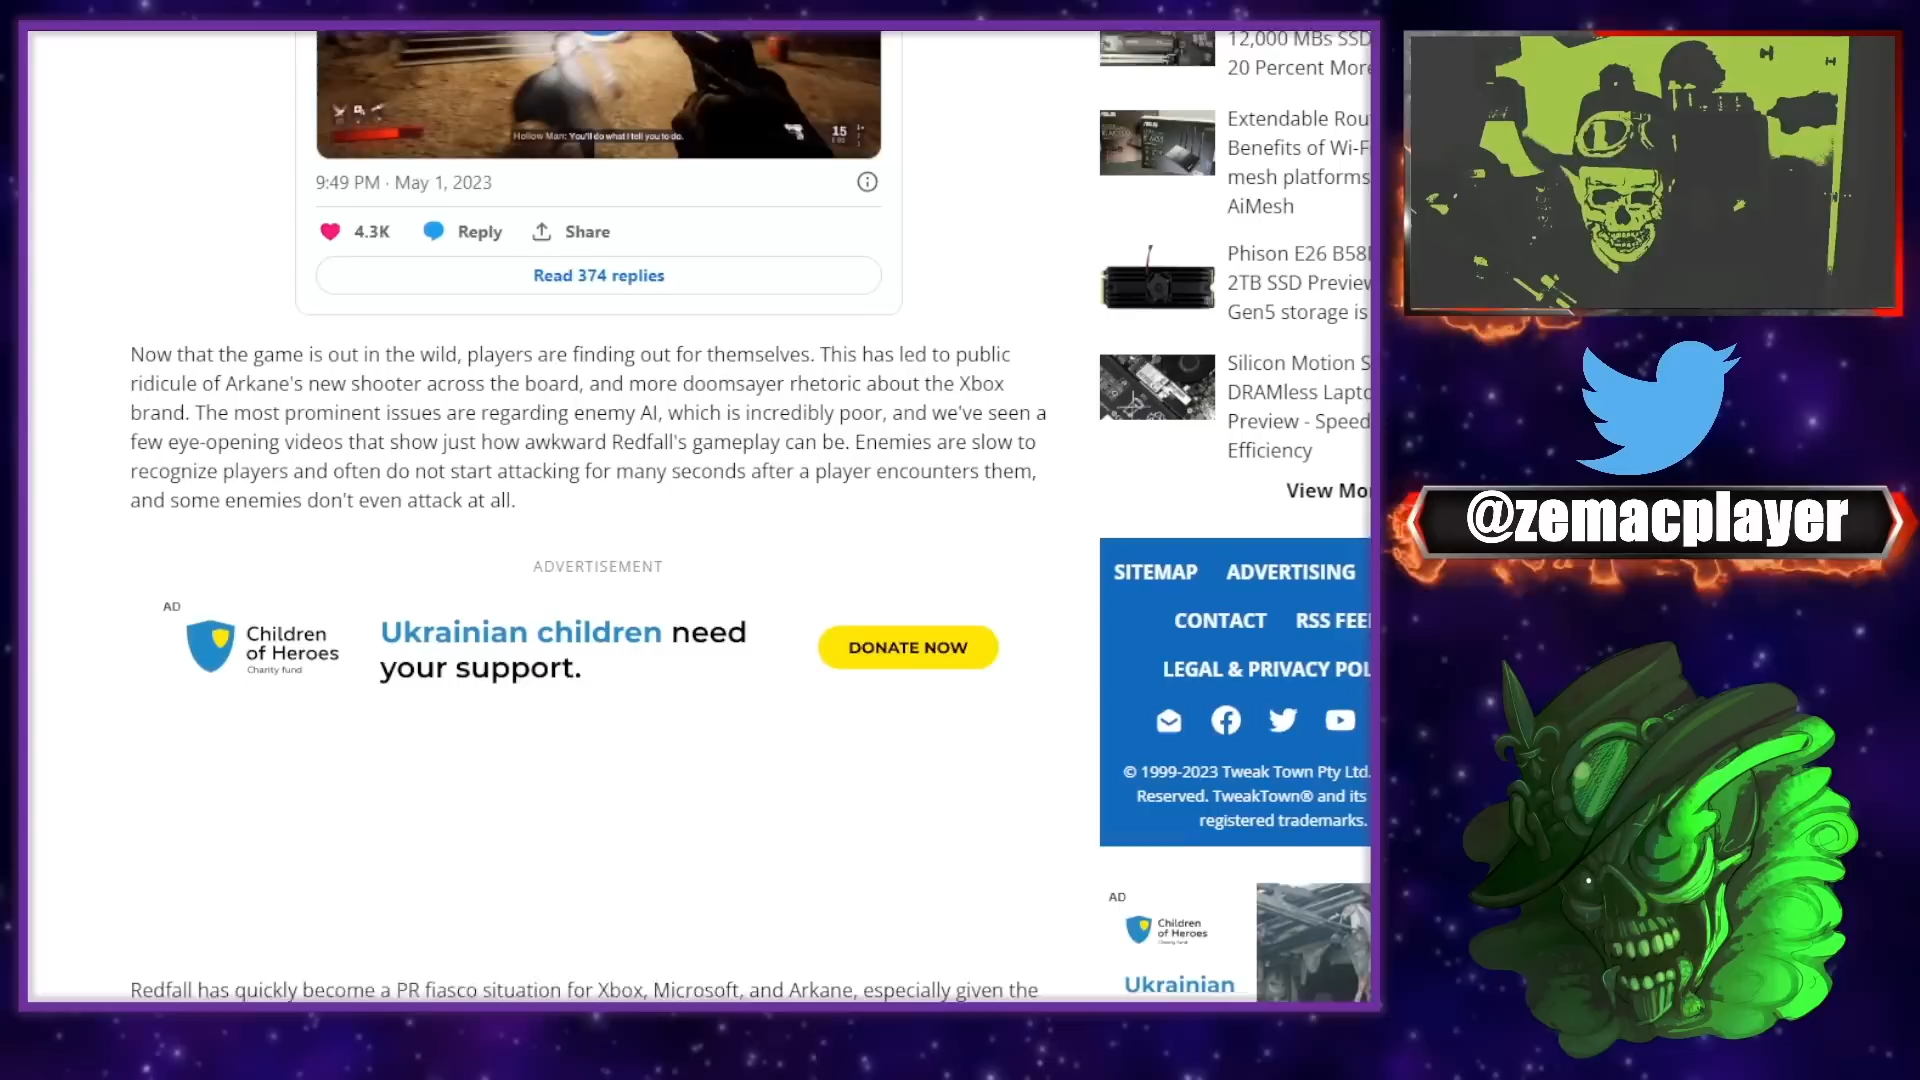 Hollow Man: You'll do what I tell you to do.
15
9:49 PM · May 1, 2023
4.3K
Reply
Share
Read 374 replies
Now that the game is out in the wild, players are finding out for themselves. This has led to public
ridicule of Arkane's new shooter across the board, and more doomsayer rhetoric about the Xbox
brand. The most prominent issues are regarding enemy AI, which is incredibly poor, and we've seen a
few eye-opening videos that show just how awkward Redfall's gameplay can be. Enemies are slow to
recognize players and often do not start attacking for many seconds after a player encounters them,
and some enemies don't even attack at all.
ADVERTISEMENT
AD
Children
of Heroes
Charity fund
Ukrainian children need
your support.
DONATE NOW
Redfall has quickly become a PR fiasco situation for Xbox, Microsoft, and Arkane, especially given the
12,000 MBs SSD
20 Percent More
Extendable Rou
Benefits of Wi-F
mesh platforms
AiMesh
Phison E26 B58
2TB SSD Preview
Gen5 storage is
Silicon Motion S
DRAMless Lapto
Preview - Speed
Efficiency
View Mo
SITEMAP
ADVERTISING
CONTACT
RSS FEE
LEGAL & PRIVACY POL
© 1999-2023 Tweak Town Pty Ltd.
Reserved. TweakTown® and its
registered trademarks.
AD
Children
of Heroes
Charity fund
Ukrainian
@zemacplayer